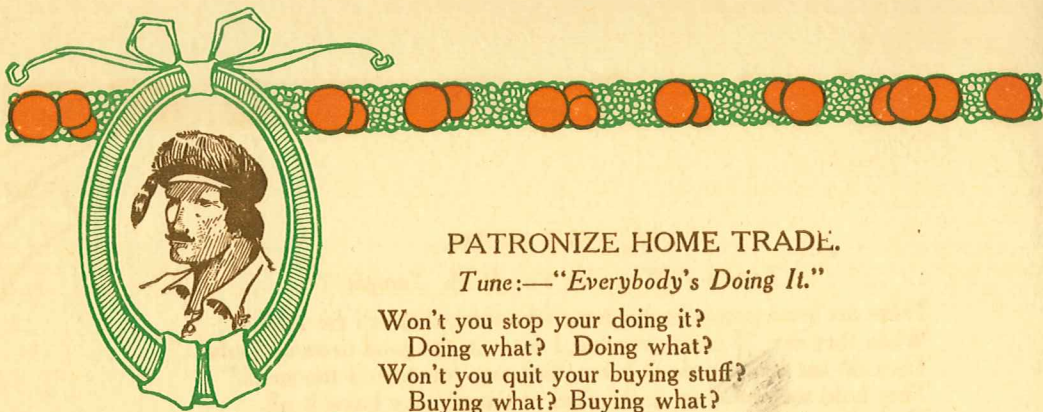 PATRONIZE HOME TRADE.
Tune:—"Everybody's Doing It."
Won't you stop your doing it?
Doing what? Doing what?
Won't you quit your buying stuff?
Buying what? Buying what?